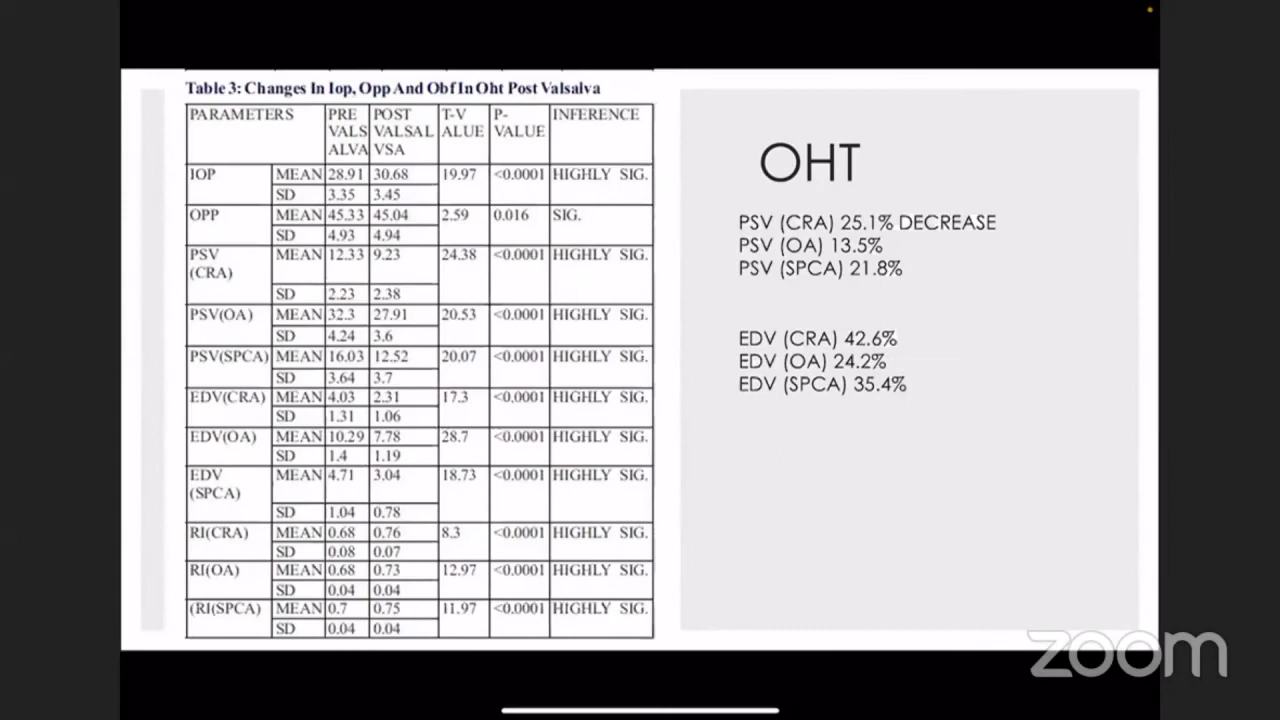 Table 3: Changes In Iop, Opp And Obf In Oht Post Valsalva
PARAMETERS PRE VALS ALVA POST VALSAL VSA T-V ALUE P- VALUE INFERENCE
IOP MEAN 28.91 30.68 19.97 <0.0001 HIGHLY SIG.
SD 3.35 3.45
OPP MEAN 45.33 45.04 2.59 0.016 SIG.
SD 4.93 4.94
PSV (CRA) MEAN 12.33 9.23 24.38 <0.0001 HIGHLY SIG.
SD 2.23 2.38
PSV(OA) MEAN 32.3 27.91 20.53 <0.0001 HIGHLY SIG.
SD 4.24 3.6
PSV(SPCA) MEAN 16.03 12.52 20.07 <0.0001 HIGHLY SIG.
SD 3.64 3.7
EDV(CRA) MEAN 4.03 2.31 17.3 <0.0001 HIGHLY SIG.
SD 1.31 1.06
EDV(OA) MEAN 10.29 7.78 28.7 <0.0001 HIGHLY SIG.
SD 1.4 1.19
EDV (SPCA) MEAN 4.71 3.04 18.73 <0.0001 HIGHLY SIG.
SD 1.04 0.78
RI(CRA) MEAN 0.68 0.76 8.3 <0.0001 HIGHLY SIG.
SD 0.08 0.07
RI(OA) MEAN 0.68 0.73 12.97 <0.0001 HIGHLY SIG.
SD 0.04 0.04
(RI(SPCA) MEAN 0.7 0.75 11.97 <0.0001 HIGHLY SIG.
SD 0.04 0.04
OHT
PSV (CRA) 25.1% DECREASE
PSV (OA) 13.5%
PSV (SPCA) 21.8%
EDV (CRA) 42.6%
EDV (OA) 24.2%
EDV (SPCA) 35.4%
zoom